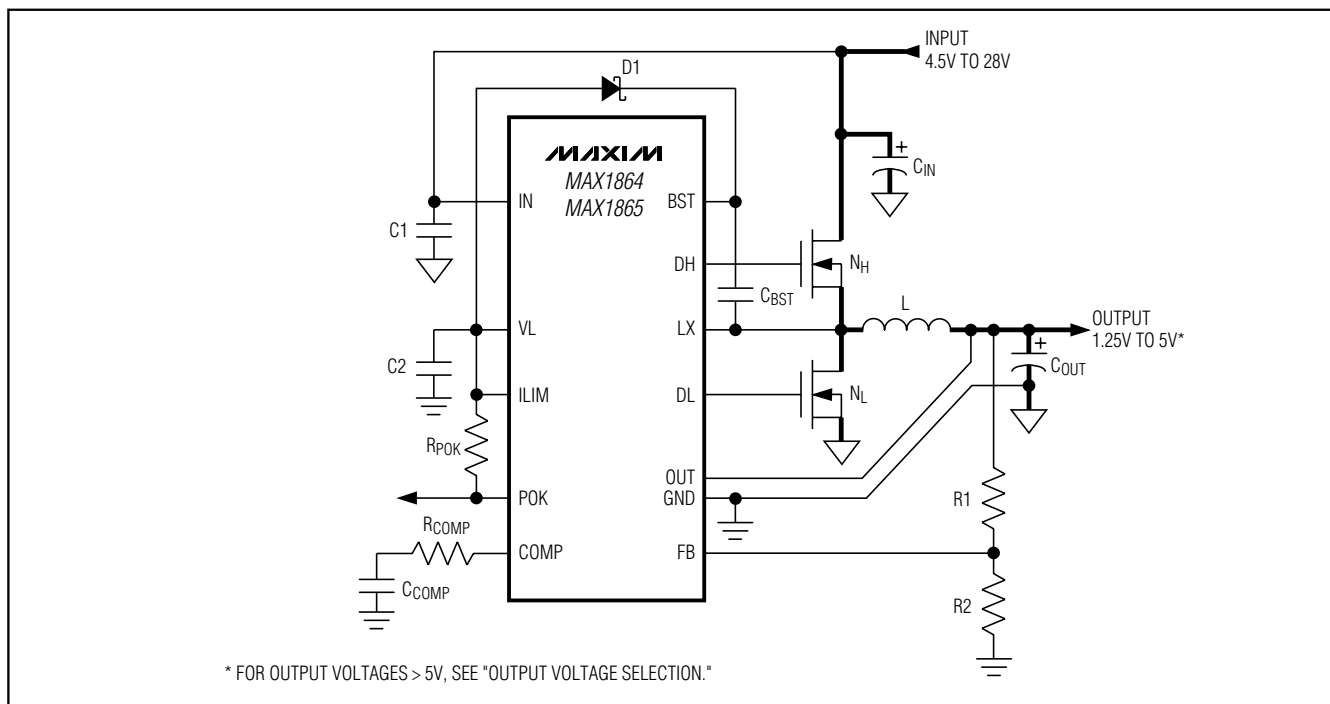 INPUT
4.5V TO 28V
D1
+
CIN
MAXIM
MAX1864
MAX1865
IN
BST
C1
DH
NH
CBST
L
VL
LX
OUTPUT
1.25V TO 5V*
+
COUT
C2
ILIM
DL
NL
RPOK
OUT
POK
GND
R1
RCOMP
COMP
FB
CCOMP
R2
* FOR OUTPUT VOLTAGES > 5V, SEE "OUTPUT VOLTAGE SELECTION."